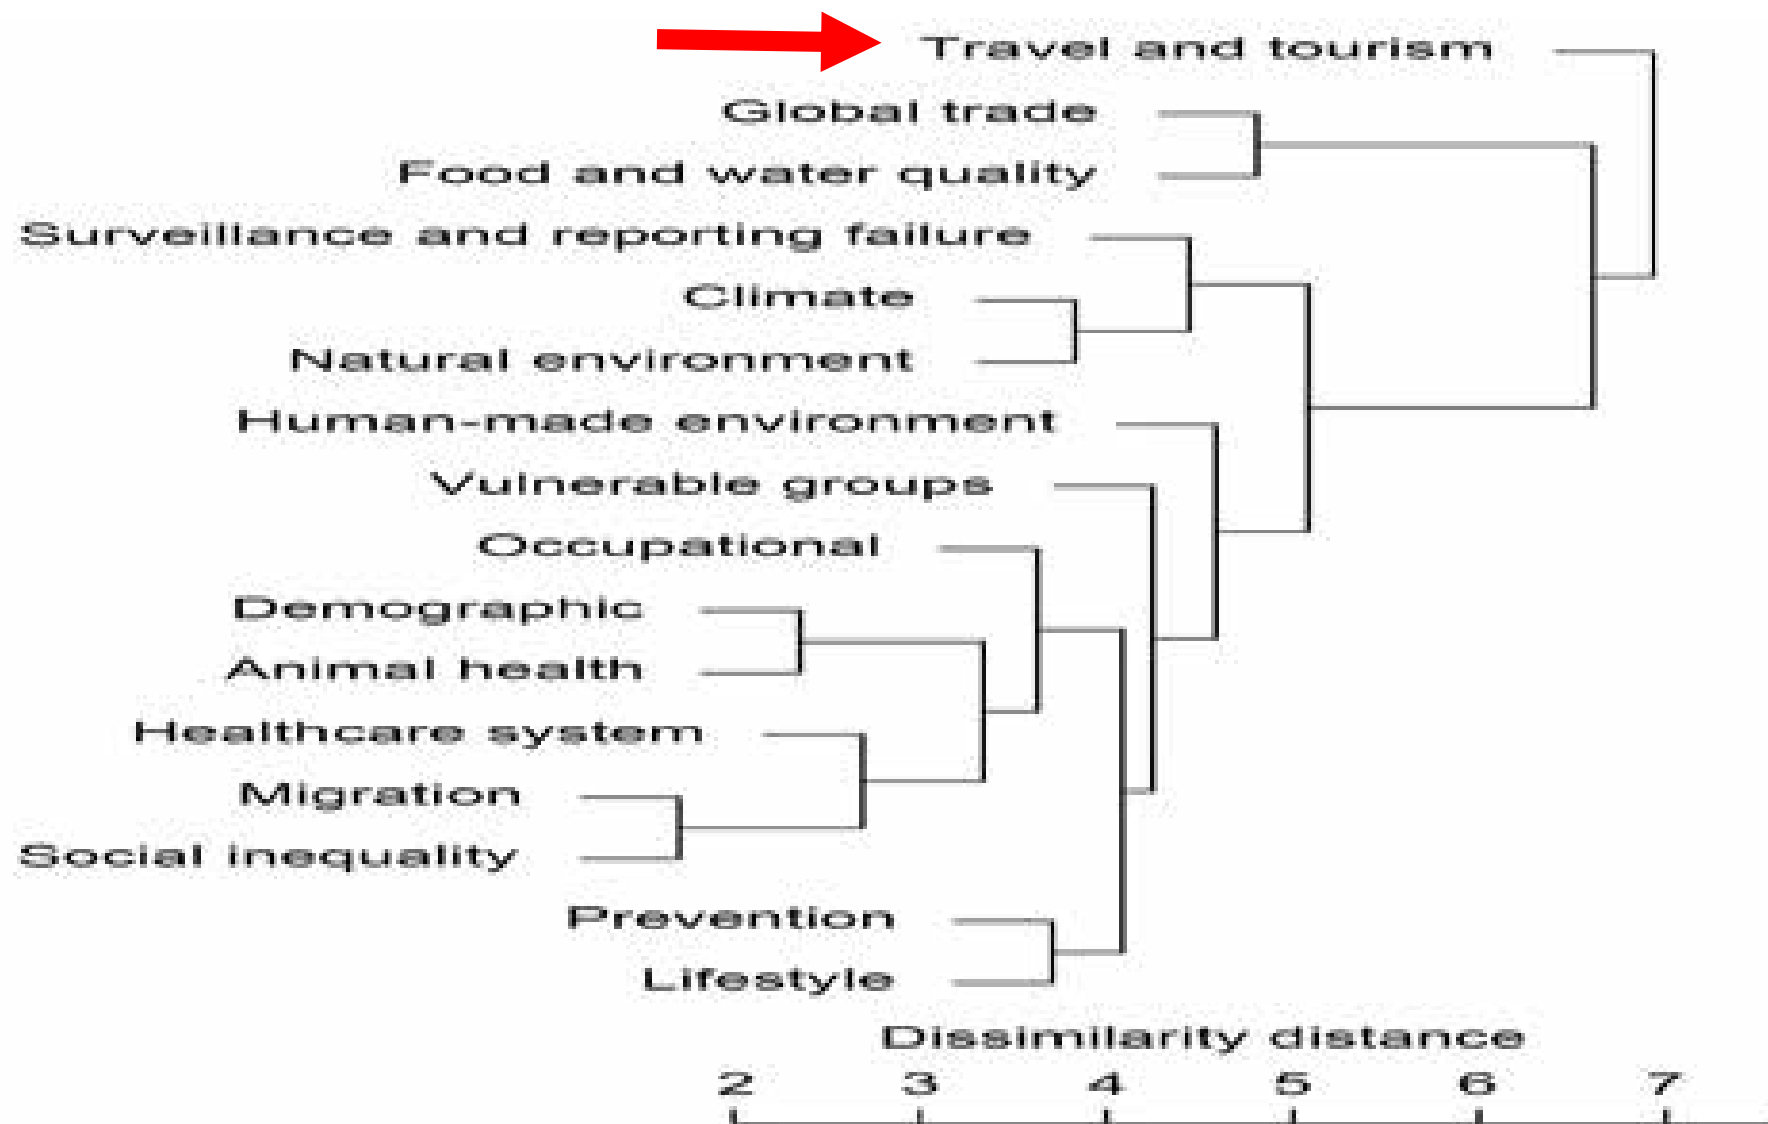 Travel and tourism
Global trade
Food and water quality
Surveillance and reporting failure
Climate
Natural environment
Human-made environment
Vulnerable groups
Occupational
Demographic
Animal health
Healthcare system
Migration
Social inequality
Prevention
Lifestyle
Dissimilarity distance
2 3 4 5 6 7